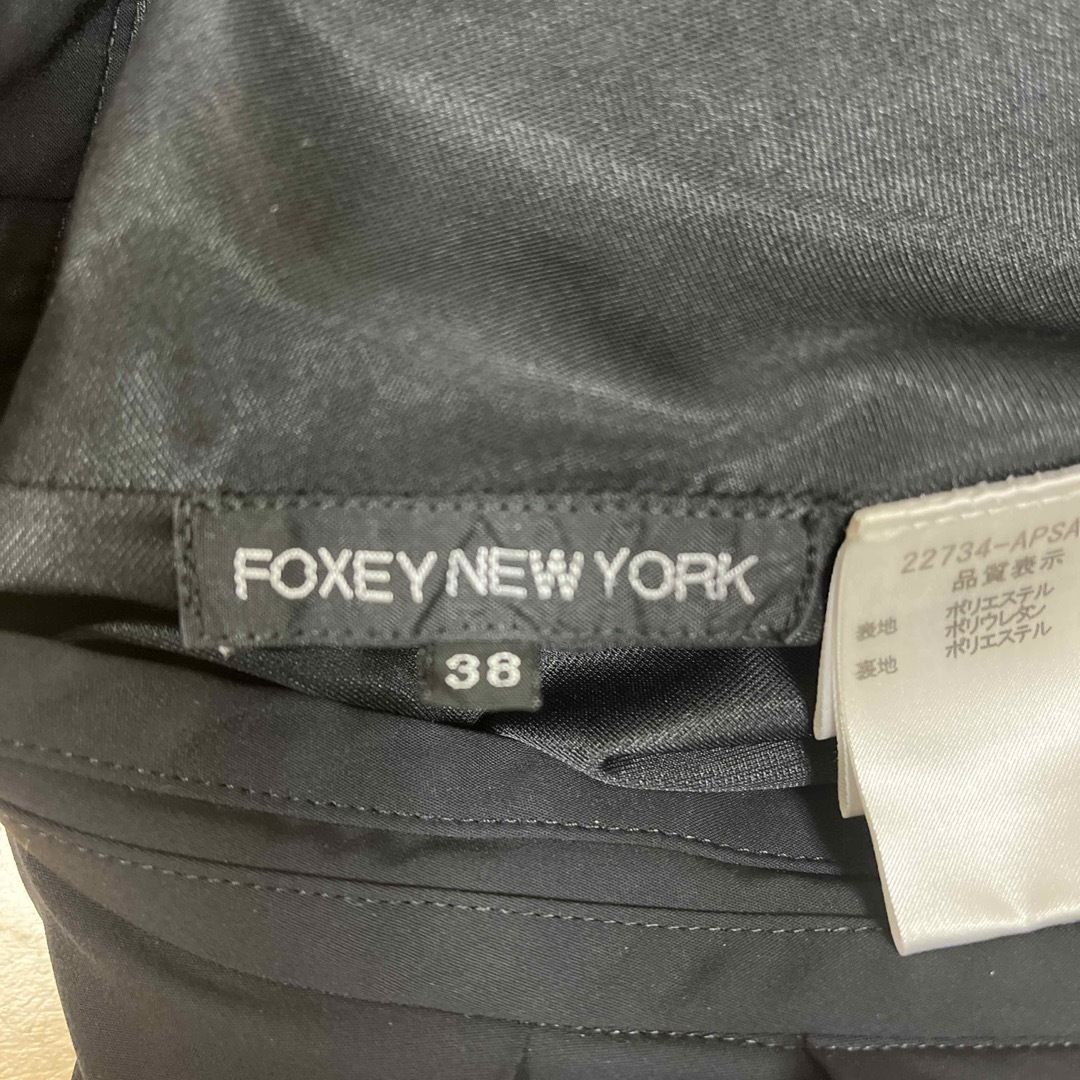 FOXEY NEW YORK
38
22734-APSA
品質表示
表地 ポリエステル
ポリウレタン
裏地 ポリエステル